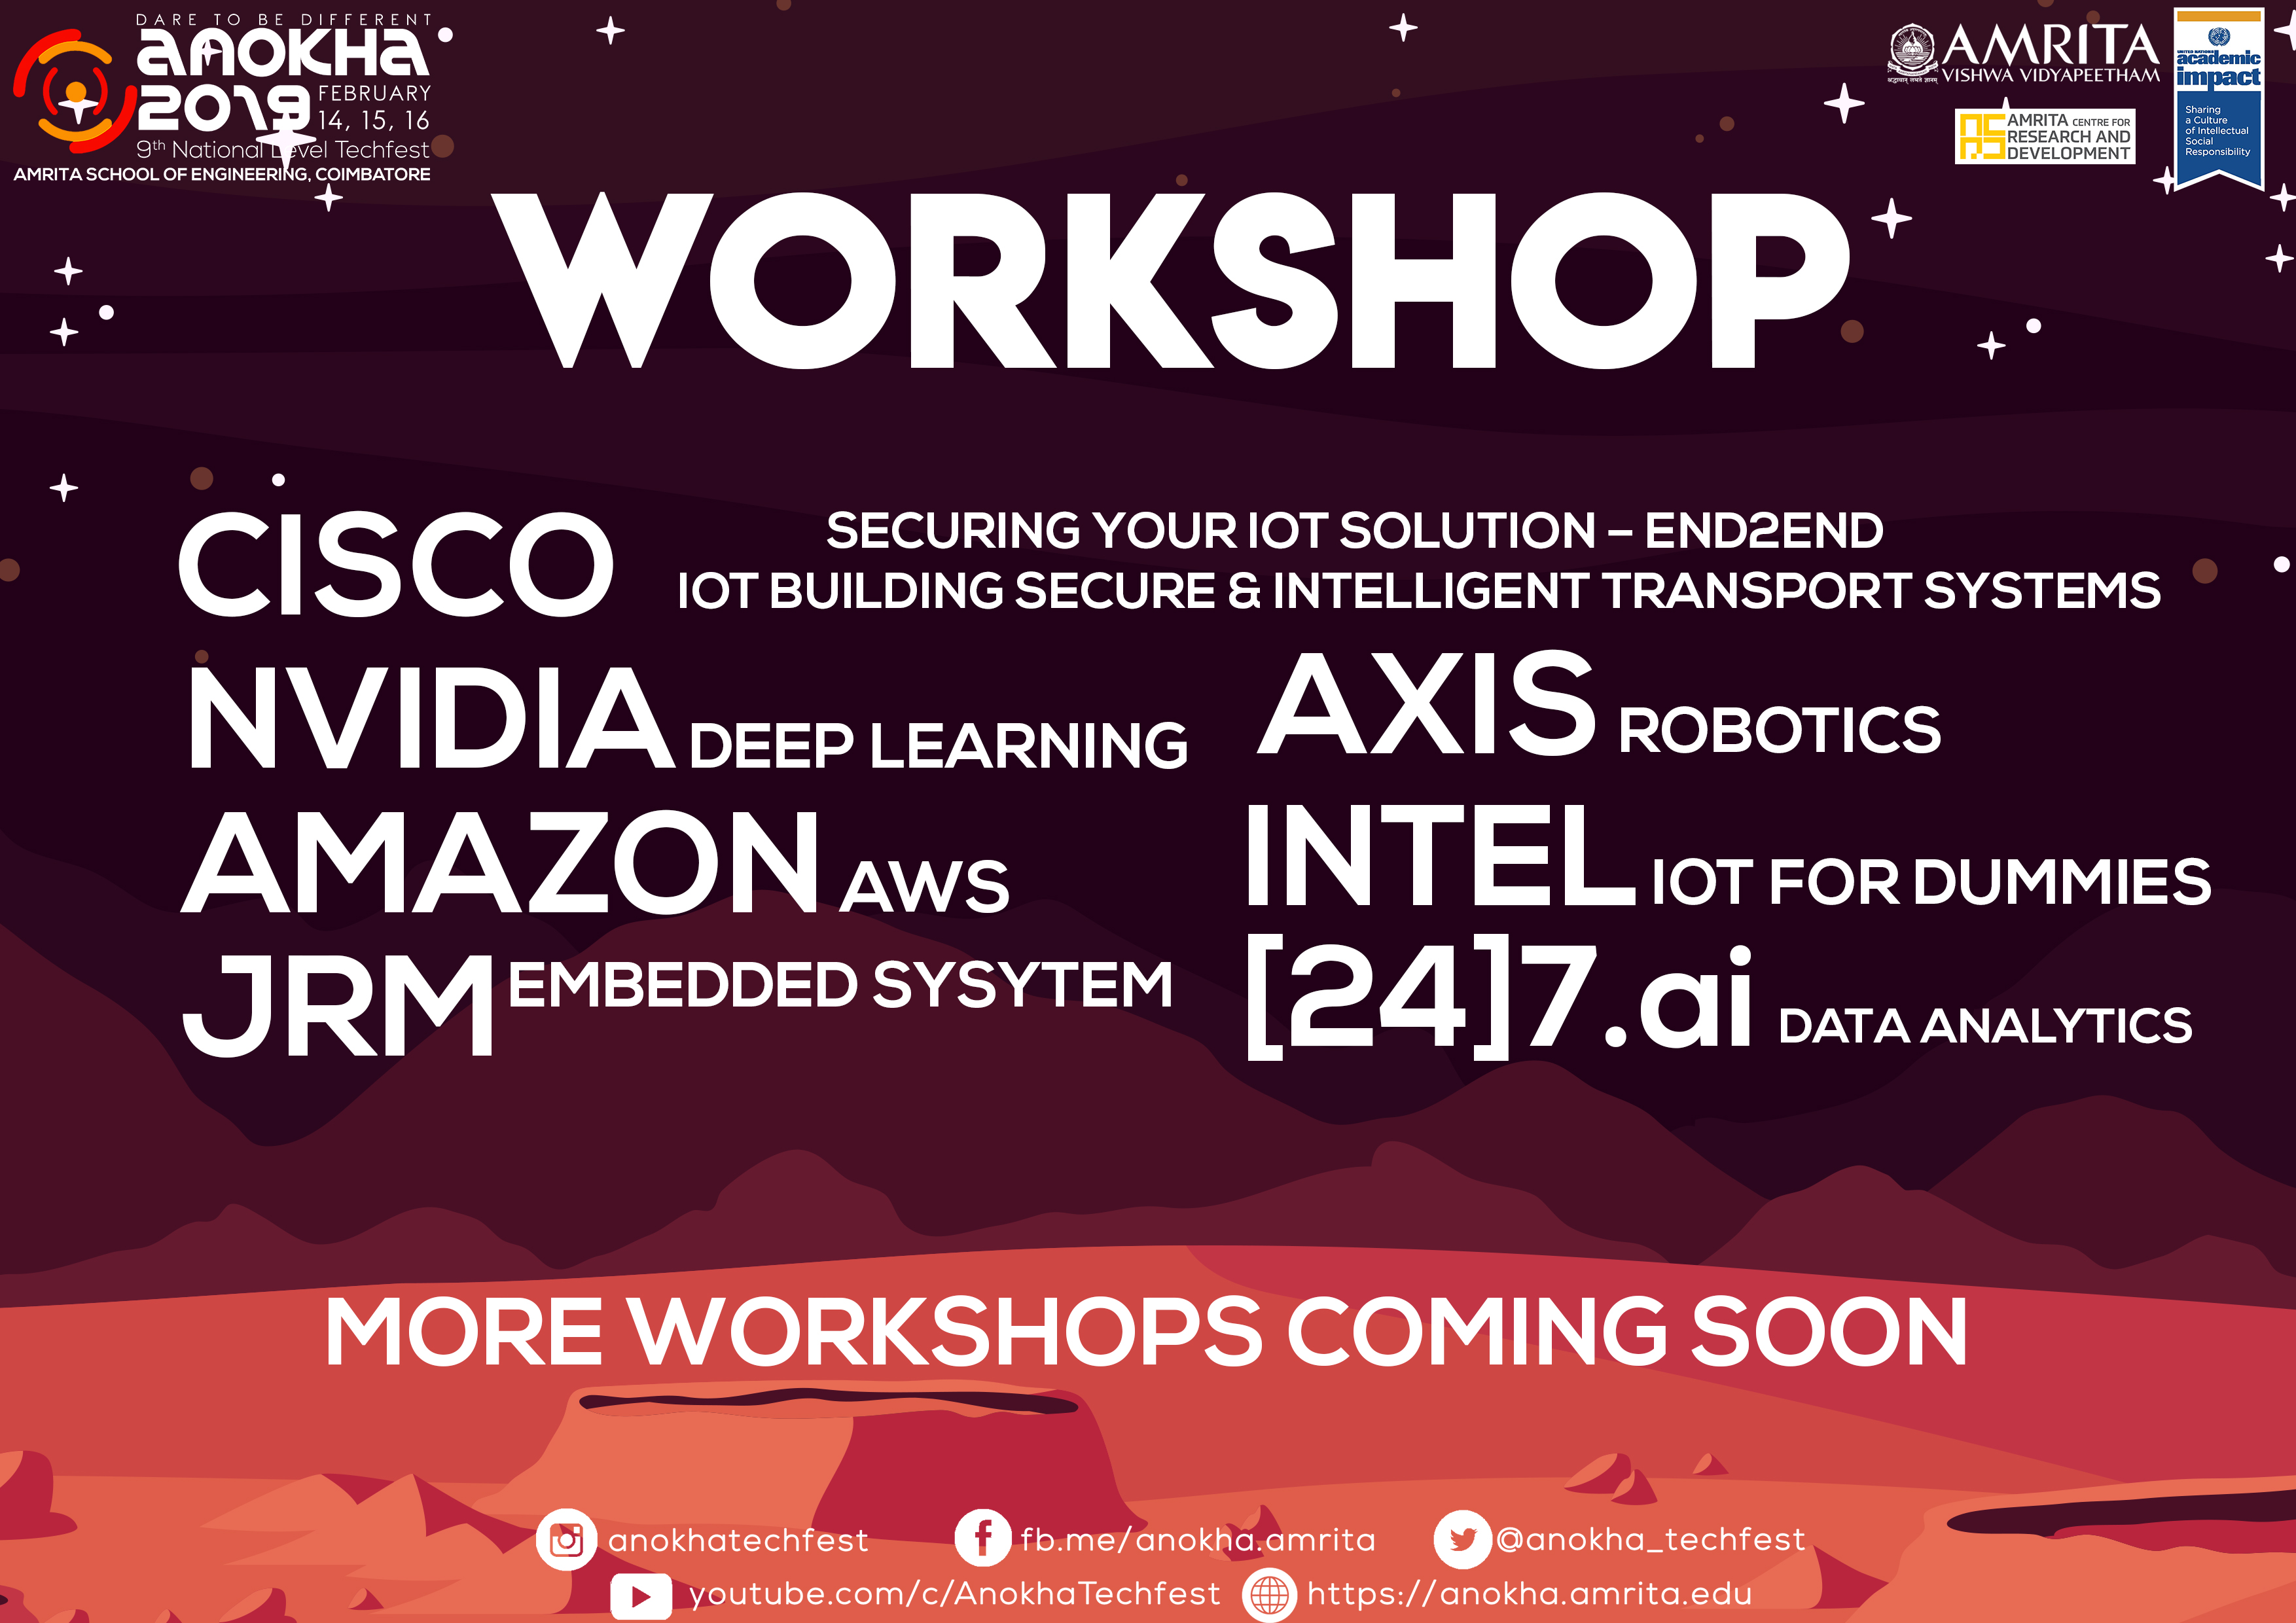 DARE TO BE DIFFERENT
aNOKHa
2019 FEBRUARY
14, 15, 16
9th National Level Techfest
AMRITA SCHOOL OF ENGINEERING, COIMBATORE
AMRITA
VISHWA VIDYAPEETHAM
AMRITA CENTRE FOR
RESEARCH AND
DEVELOPMENT
UNITED NATIONS
academic
impact
Sharing
a Culture
of Intellectual
Social
Responsibility
WORKSHOP
CISCO
SECURING YOUR IOT SOLUTION – END2END
IOT BUILDING SECURE & INTELLIGENT TRANSPORT SYSTEMS
NVIDIA DEEP LEARNING
AXIS ROBOTICS
AMAZON AWS
INTEL IOT FOR DUMMIES
JRM EMBEDDED SYSYTEM
[24]7.ai DATA ANALYTICS
MORE WORKSHOPS COMING SOON
anokhatechfest
fb.me/anokha.amrita
@anokha_techfest
youtube.com/c/AnokhaTechfest
https://anokha.amrita.edu